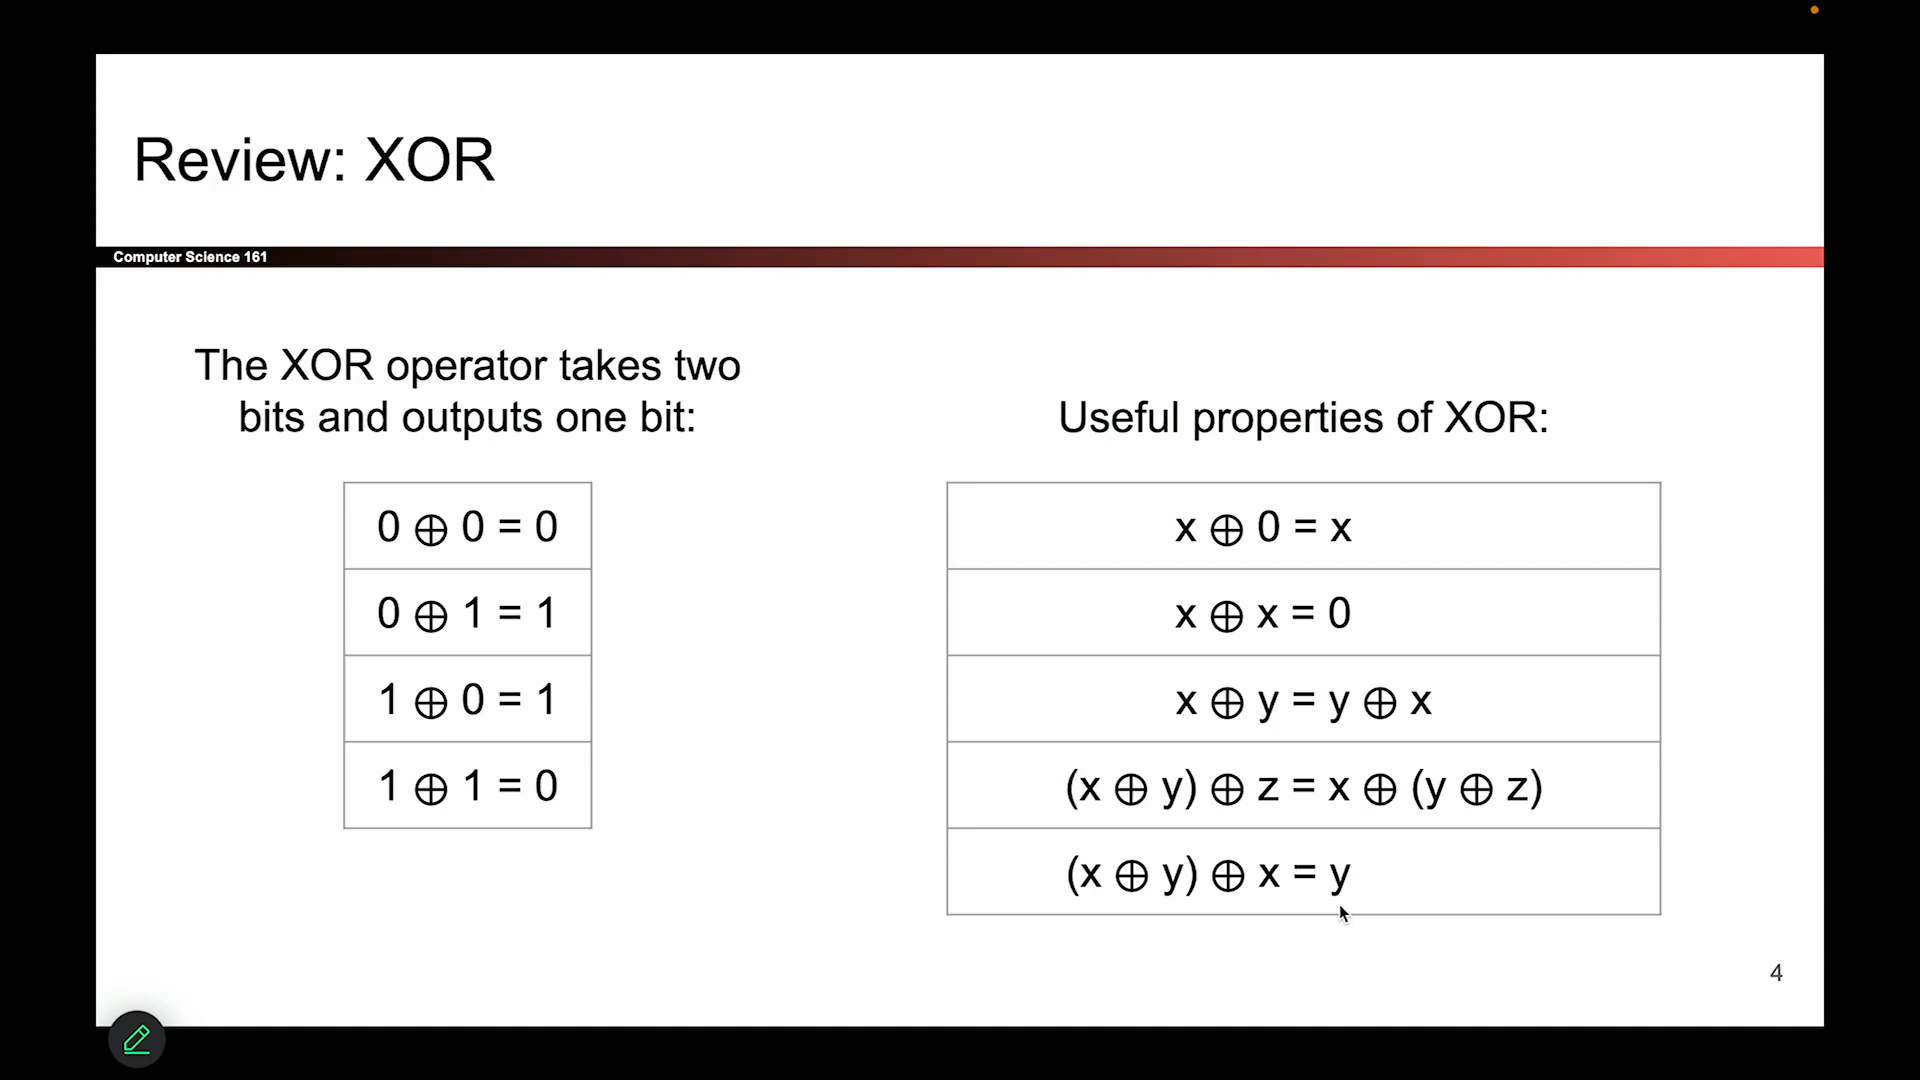 Review: XOR
Computer Science 161
The XOR operator takes two
bits and outputs one bit:
0 ⊕ 0 = 0
0 ⊕ 1 = 1
1 ⊕ 0 = 1
1 ⊕ 1 = 0
Useful properties of XOR:
x ⊕ 0 = x
x ⊕ x = 0
x ⊕ y = y ⊕ x
(x ⊕ y) ⊕ z = x ⊕ (y ⊕ z)
(x ⊕ y) ⊕ x = y
4